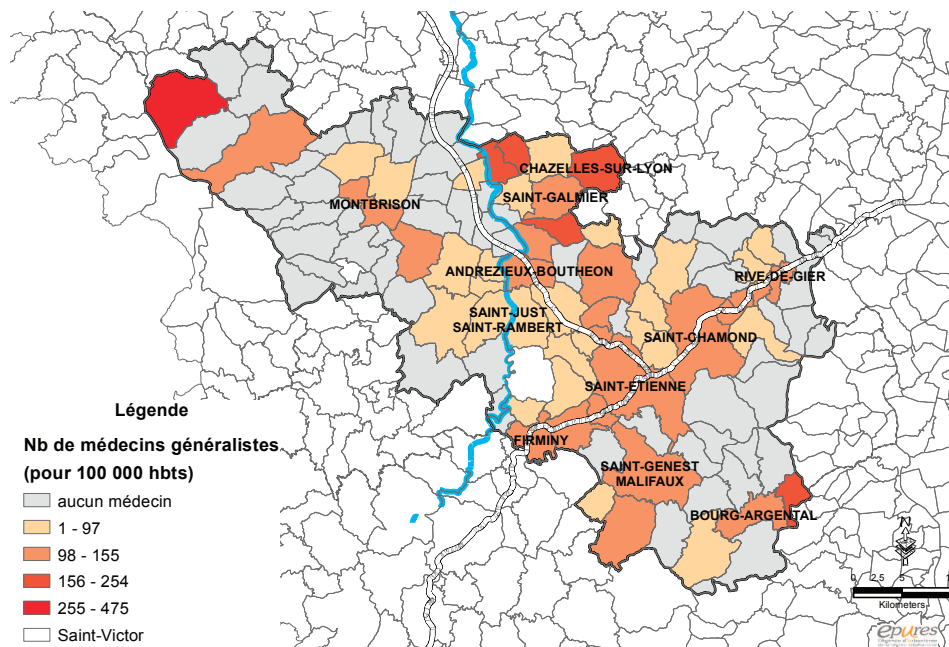 CHAZELLES-SUR-LYON
SAINT-GALMIER
MONTBRISON
ANDREZIEUX-BOUTHEON
RIVE-DE-GIER
SAINT-JUST
SAINT-RAMBERT
SAINT-CHAMOND
SAINT-ETIENNE
FIRMINY
SAINT-GENEST
MALIFAUX
BOURG-ARGENTAL
Légende
Nb de médecins généralistes
(pour 100 000 hbts)
aucun médecin
1 - 97
98 - 155
156 - 254
255 - 475
Saint-Victor
N
0 2.5 5
Kilometers
epures